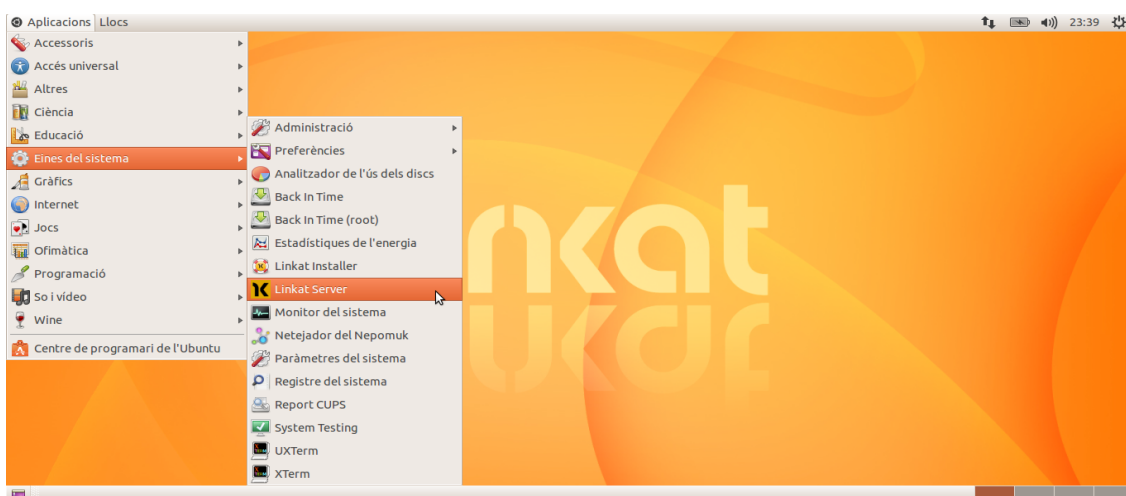 Aplicacions Llocs 23:39
Accessoris
Accés universal
Altres
Ciència
Educació
Eines del sistema
Gràfics
Internet
Jocs
Ofimàtica
Programació
So i vídeo
Wine
Centre de programari de l'Ubuntu
Administració
Preferències
Analitzador de l'ús dels discs
Back In Time
Back In Time (root)
Estadístiques de l'energia
Linkat Installer
Linkat Server
Monitor del sistema
Netejador del Nepomuk
Paràmetres del sistema
Registre del sistema
Report CUPS
System Testing
UXTerm
XTerm
nkat